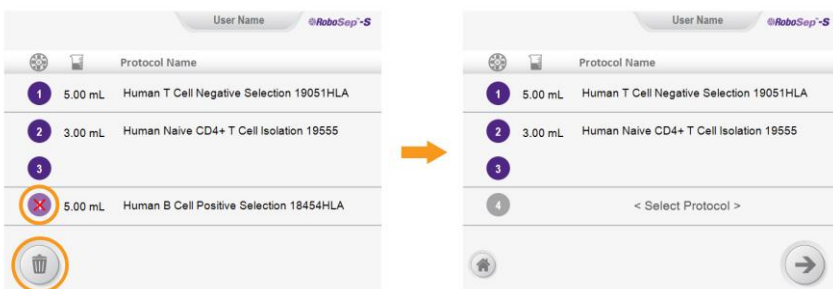 User Name RoboSep™-S
Protocol Name
1 5.00 mL Human T Cell Negative Selection 19051HLA
2 3.00 mL Human Naive CD4+ T Cell Isolation 19555
3
5.00 mL Human B Cell Positive Selection 18454HLA
User Name RoboSep™-S
Protocol Name
1 5.00 mL Human T Cell Negative Selection 19051HLA
2 3.00 mL Human Naive CD4+ T Cell Isolation 19555
3
4 < Select Protocol >